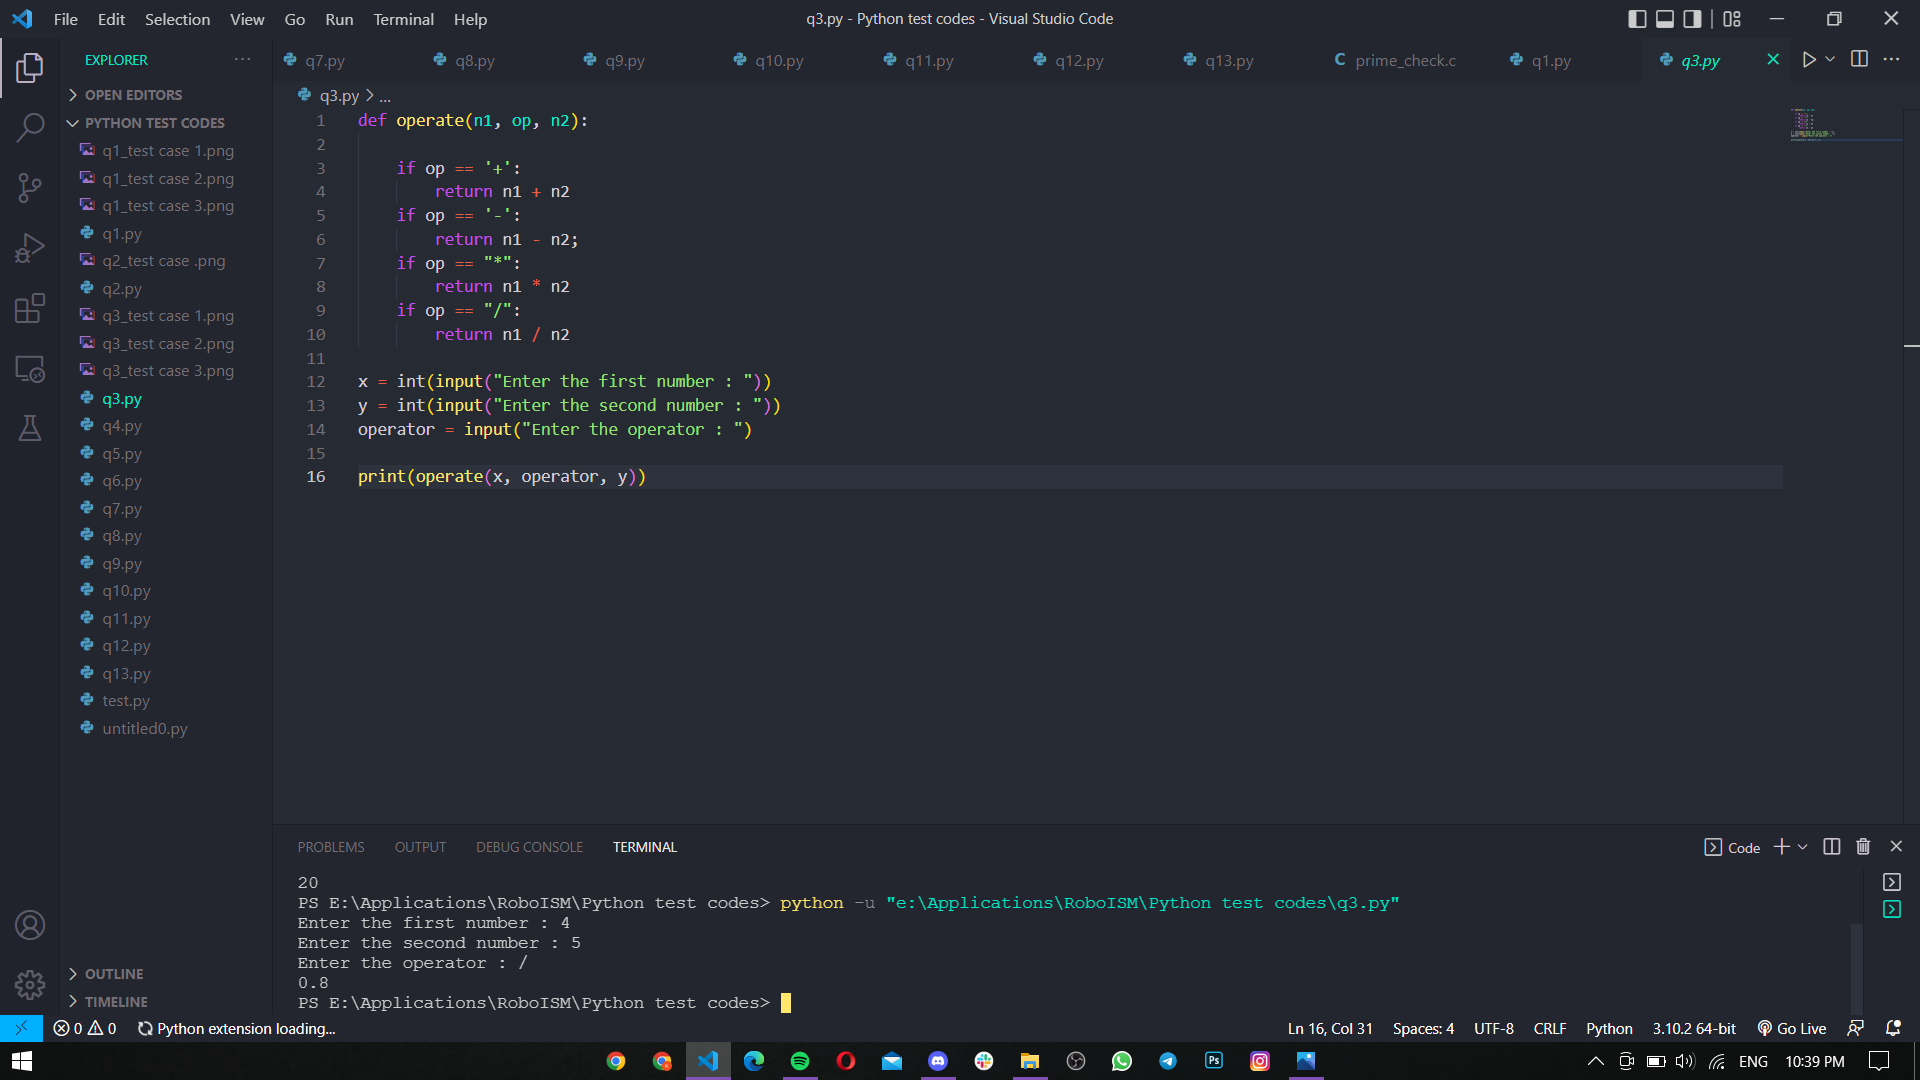 File Edit Selection View Go Run Terminal Help
q3.py - Python test codes - Visual Studio Code
EXPLORER ...
q7.py q8.py q9.py q10.py q11.py q12.py q13.py C prime_check.c q1.py q3.py
OPEN EDITORS
PYTHON TEST CODES
q1_test case 1.png
q1_test case 2.png
q1_test case 3.png
q1.py
q2_test case .png
q2.py
q3_test case 1.png
q3_test case 2.png
q3_test case 3.png
q3.py
q4.py
q5.py
q6.py
q7.py
q8.py
q9.py
q10.py
q11.py
q12.py
q13.py
test.py
untitled0.py
OUTLINE
TIMELINE
q3.py > ...
1 def operate(n1, op, n2):
2
3 if op == '+':
4 return n1 + n2
5 if op == '-':
6 return n1 - n2;
7 if op == "*":
8 return n1 * n2
9 if op == "/":
10 return n1 / n2
11
12 x = int(input("Enter the first number : "))
13 y = int(input("Enter the second number : "))
14 operator = input("Enter the operator : ")
15
16 print(operate(x, operator, y))
PROBLEMS OUTPUT DEBUG CONSOLE TERMINAL
Code
20
PS E:\Applications\RoboISM\Python test codes> python -u "e:\Applications\RoboISM\Python test codes\q3.py"
Enter the first number : 4
Enter the second number : 5
Enter the operator : /
0.8
PS E:\Applications\RoboISM\Python test codes>
0 0 Python extension loading...
Ln 16, Col 31 Spaces: 4 UTF-8 CRLF Python 3.10.2 64-bit Go Live
Ps
ENG 10:39 PM